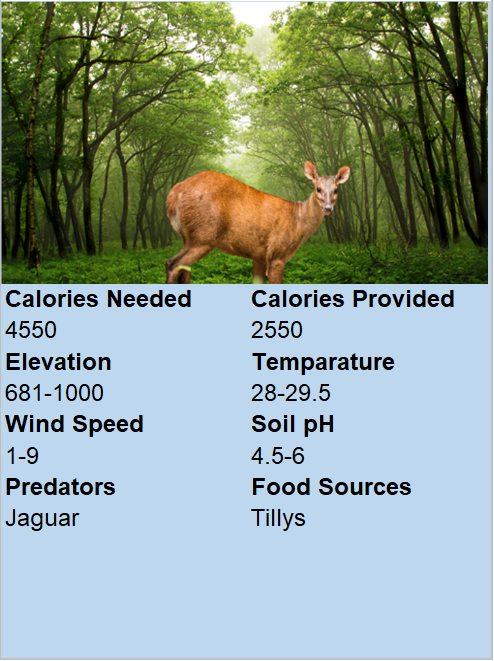 Calories Needed Calories Provided
4550 2550
Elevation Temparature
681-1000 28-29.5
Wind Speed Soil pH
1-9 4.5-6
Predators Food Sources
Jaguar Tillys